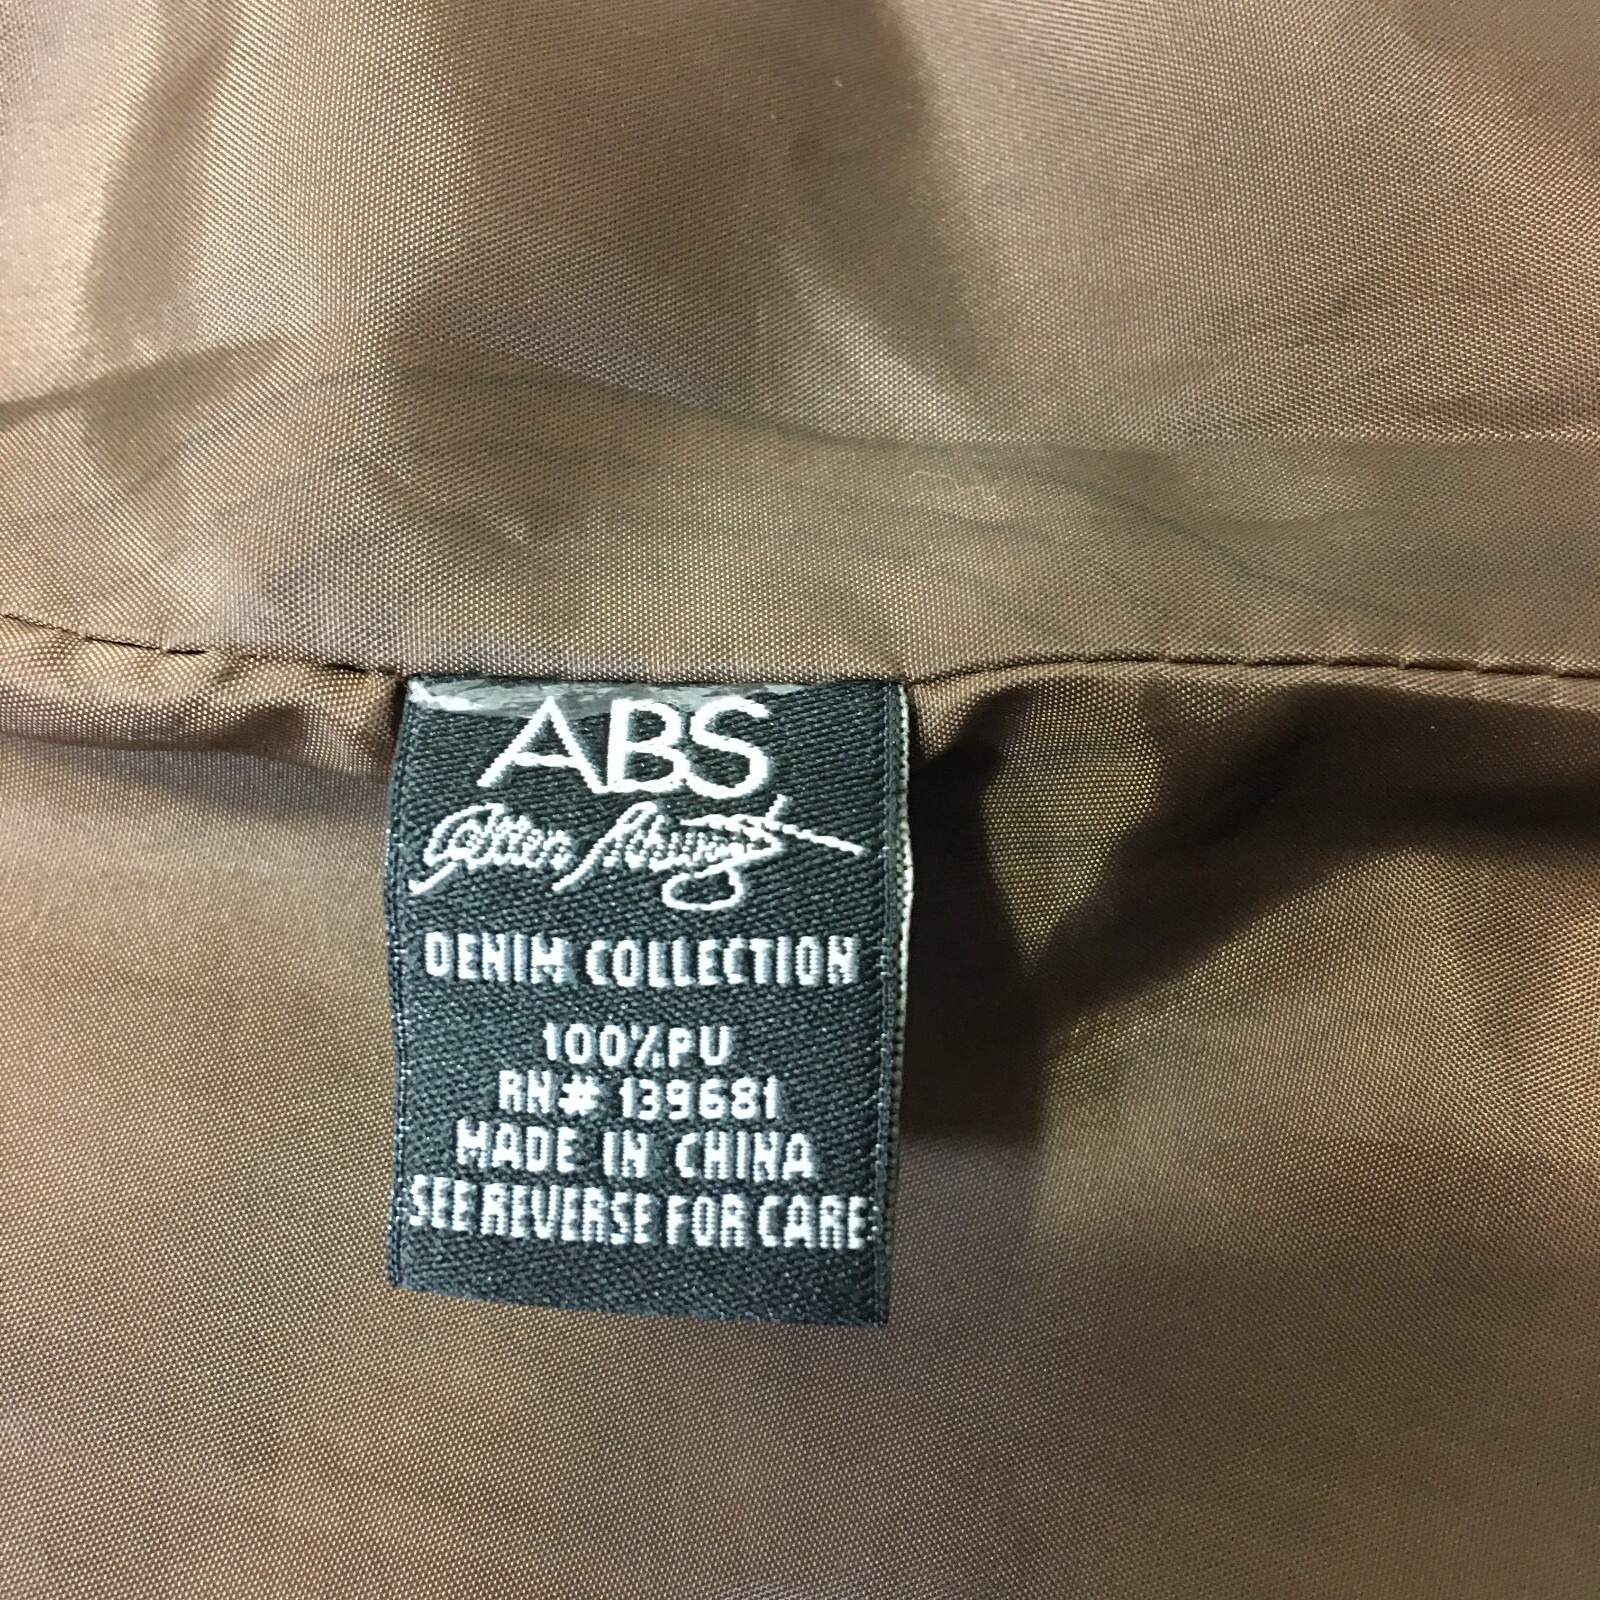 ABS
DENIM COLLECTION
100%PU
RN# 139681
MADE IN CHINA
SEE REVERSE FOR CARE